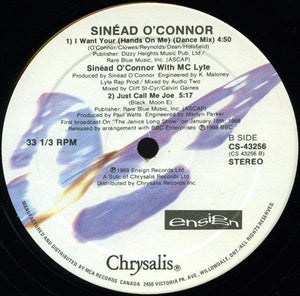 SINÉAD O'CONNOR
1) I Want Your (Hands On Me) (Dance Mix) 4:50
(O'Connor/Clowes/Reynolds/Dean/Holifield)
Publisher: Dizzy Heights Music Pub. Ltd./
Rare Blue Music, Inc. (ASCAP)
Sinéad O'Connor With MC Lyte
Produced by Sinéad O'Connor Engineered by K. Maloney
Lyte Rap Prod./Mixed by Audio Two
Mixed by Cliff St-Cyr/Calvin Gaines
2) Just Call Me Joe 5:17
(Black, Moon E)
Publisher: Rare Blue Music, Inc. (ASCAP)
Produced by Paul Watts Engineered by Martyn Parker
First broadcast On "The Janice Long Show" on January 18th, 1988
Released by arrangement with BBC Enterprises ℗ 1988 BBC
33 1/3 RPM
B SIDE
CS-43256
(CS 43256 B)
STEREO
℗ 1988 Ensign Records Ltd.
A Sub. of Chrysalis Records Ltd.
Distributed by Chrysalis Records Inc
ensign
Chrysalis®
MANUFACTURED AND DISTRIBUTED BY MCA RECORDS CANADA 2450 VICTORIA PK. AVE., WILLOWDALE, ONT./